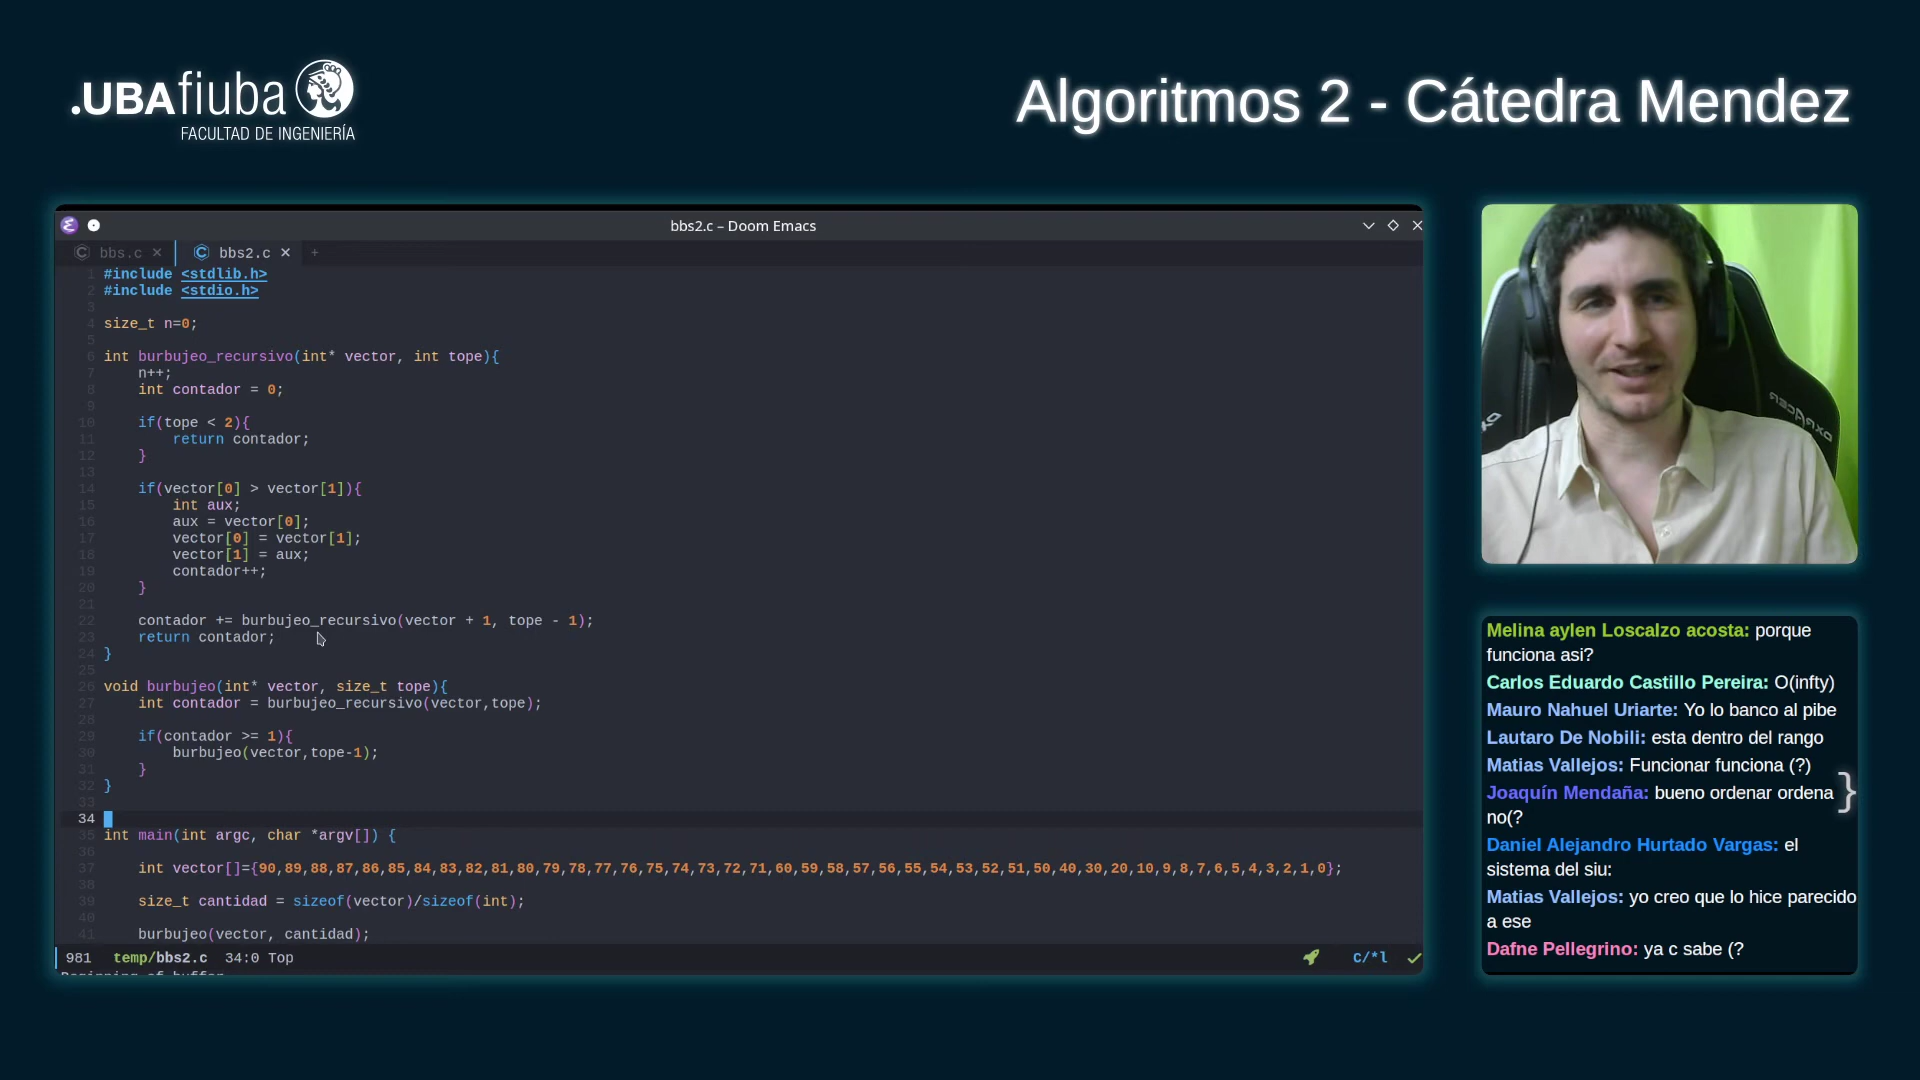 .UBAfiuba
FACULTAD DE INGENIERÍA
Algoritmos 2 - Cátedra Mendez
bbs2.c – Doom Emacs
bbs.c × bbs2.c × +
1 #include <stdlib.h>
2 #include <stdio.h>
3
4 size_t n=0;
5
6 int burbujeo_recursivo(int* vector, int tope){
7     n++;
8     int contador = 0;
9
10     if(tope < 2){
11         return contador;
12     }
13
14     if(vector[0] > vector[1]){
15         int aux;
16         aux = vector[0];
17         vector[0] = vector[1];
18         vector[1] = aux;
19         contador++;
20     }
21
22     contador += burbujeo_recursivo(vector + 1, tope - 1);
23     return contador;
24 }
25
26 void burbujeo(int* vector, size_t tope){
27     int contador = burbujeo_recursivo(vector,tope);
28
29     if(contador >= 1){
30         burbujeo(vector,tope-1);
31     }
32 }
33
34
35 int main(int argc, char *argv[]) {
36
37     int vector[]={90,89,88,87,86,85,84,83,82,81,80,79,78,77,76,75,74,73,72,71,60,59,58,57,56,55,54,53,52,51,50,40,30,20,10,9,8,7,6,5,4,3,2,1,0};
38
39     size_t cantidad = sizeof(vector)/sizeof(int);
40
41     burbujeo(vector, cantidad);
981 temp/bbs2.c 34:0 Top C/*l
Beginning of buffer
DXRACER
Melina aylen Loscalzo acosta: porque
funciona asi?
Carlos Eduardo Castillo Pereira: O(infty)
Mauro Nahuel Uriarte: Yo lo banco al pibe
Lautaro De Nobili: esta dentro del rango
Matias Vallejos: Funcionar funciona (?)
Joaquín Mendaña: bueno ordenar ordena }
no(?
Daniel Alejandro Hurtado Vargas: el
sistema del siu:
Matias Vallejos: yo creo que lo hice parecido
a ese
Dafne Pellegrino: ya c sabe (?